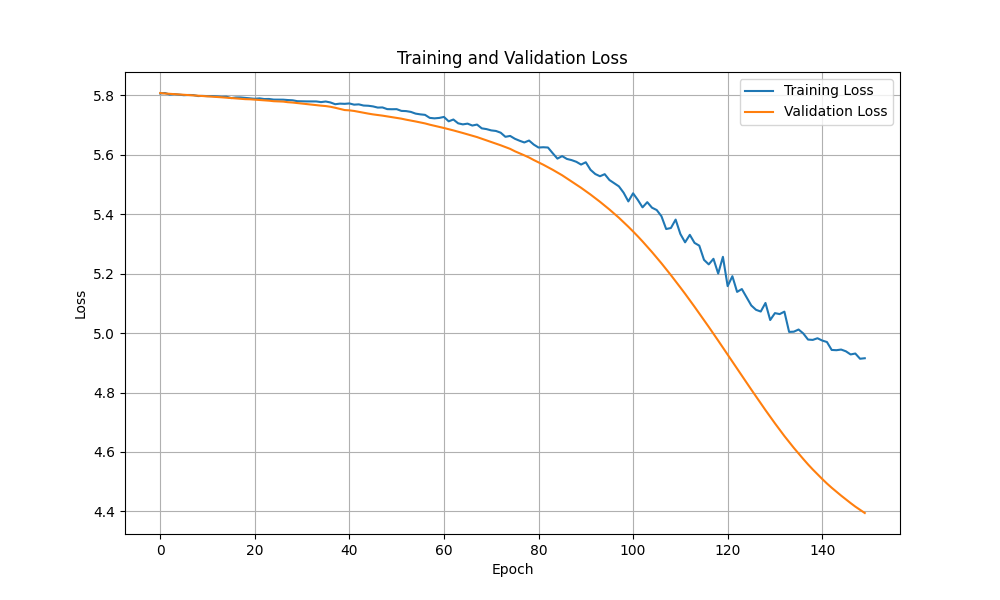 Training and Validation Loss
Training Loss
Validation Loss
5.8
5.6
5.4
5.2
5.0
4.8
4.6
4.4
Loss
0 20 40 60 80 100 120 140
Epoch